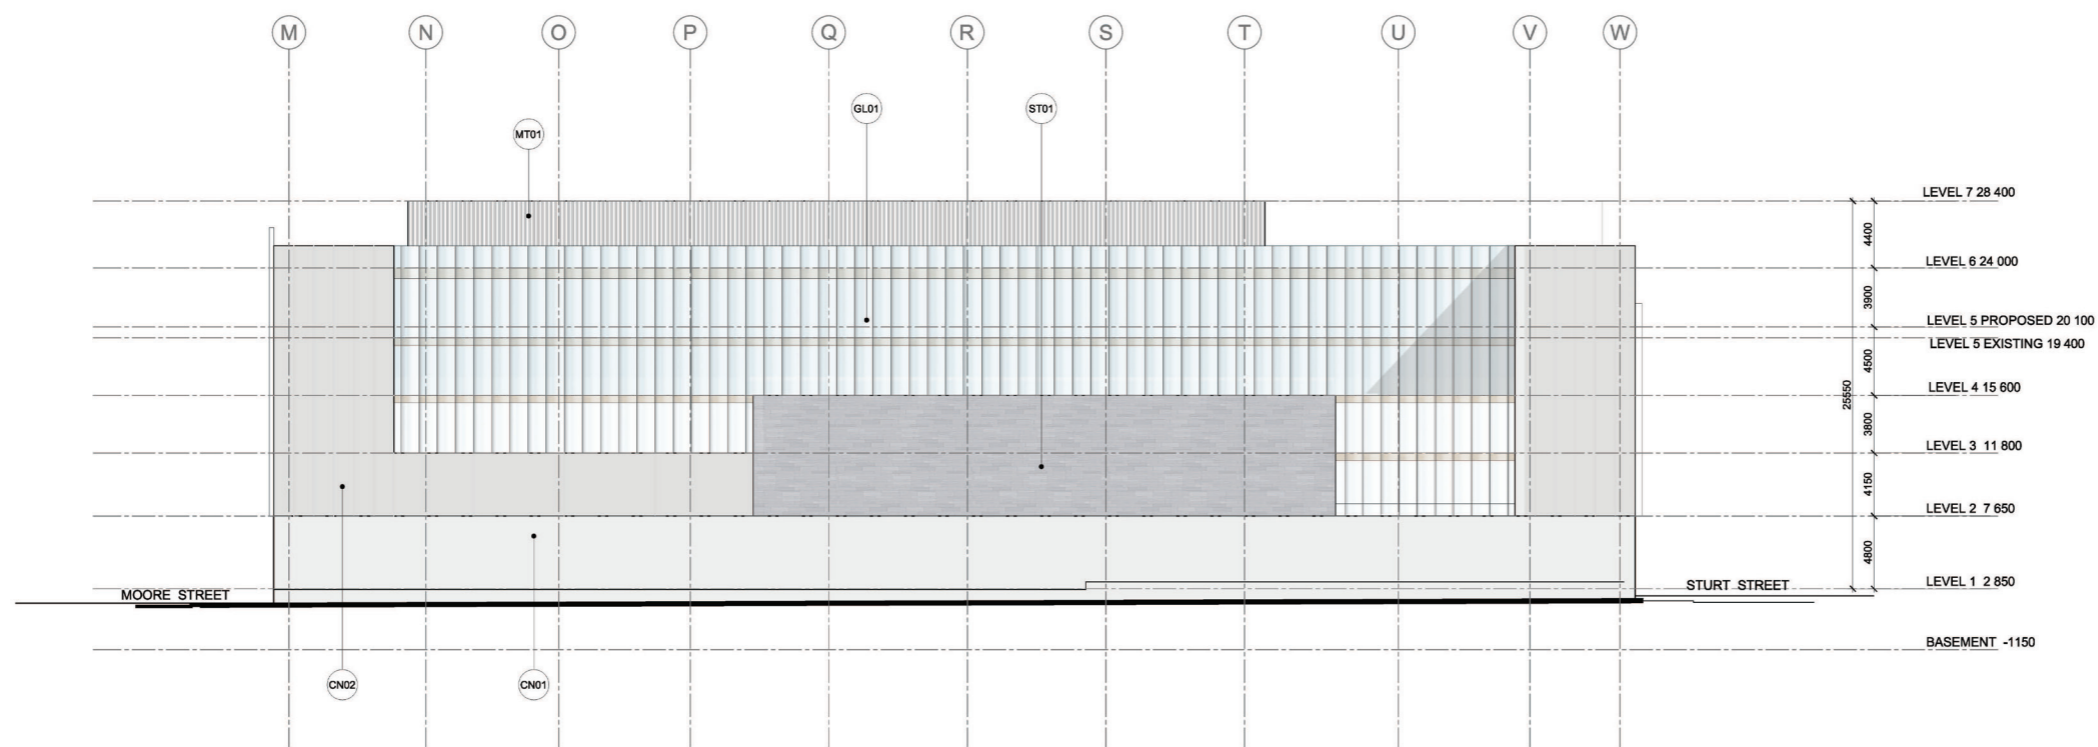 M N O P Q R S T U V W
GL01 ST01
MT01
LEVEL 7 28 400
4400
LEVEL 6 24 000
3900
LEVEL 5 PROPOSED 20 100
LEVEL 5 EXISTING 19 400
4500
LEVEL 4 15 600
25550
3800
LEVEL 3 11 800
4150
LEVEL 2 7 650
4800
LEVEL 1 2 850
MOORE STREET
STURT STREET
BASEMENT -1150
CN02 CN01